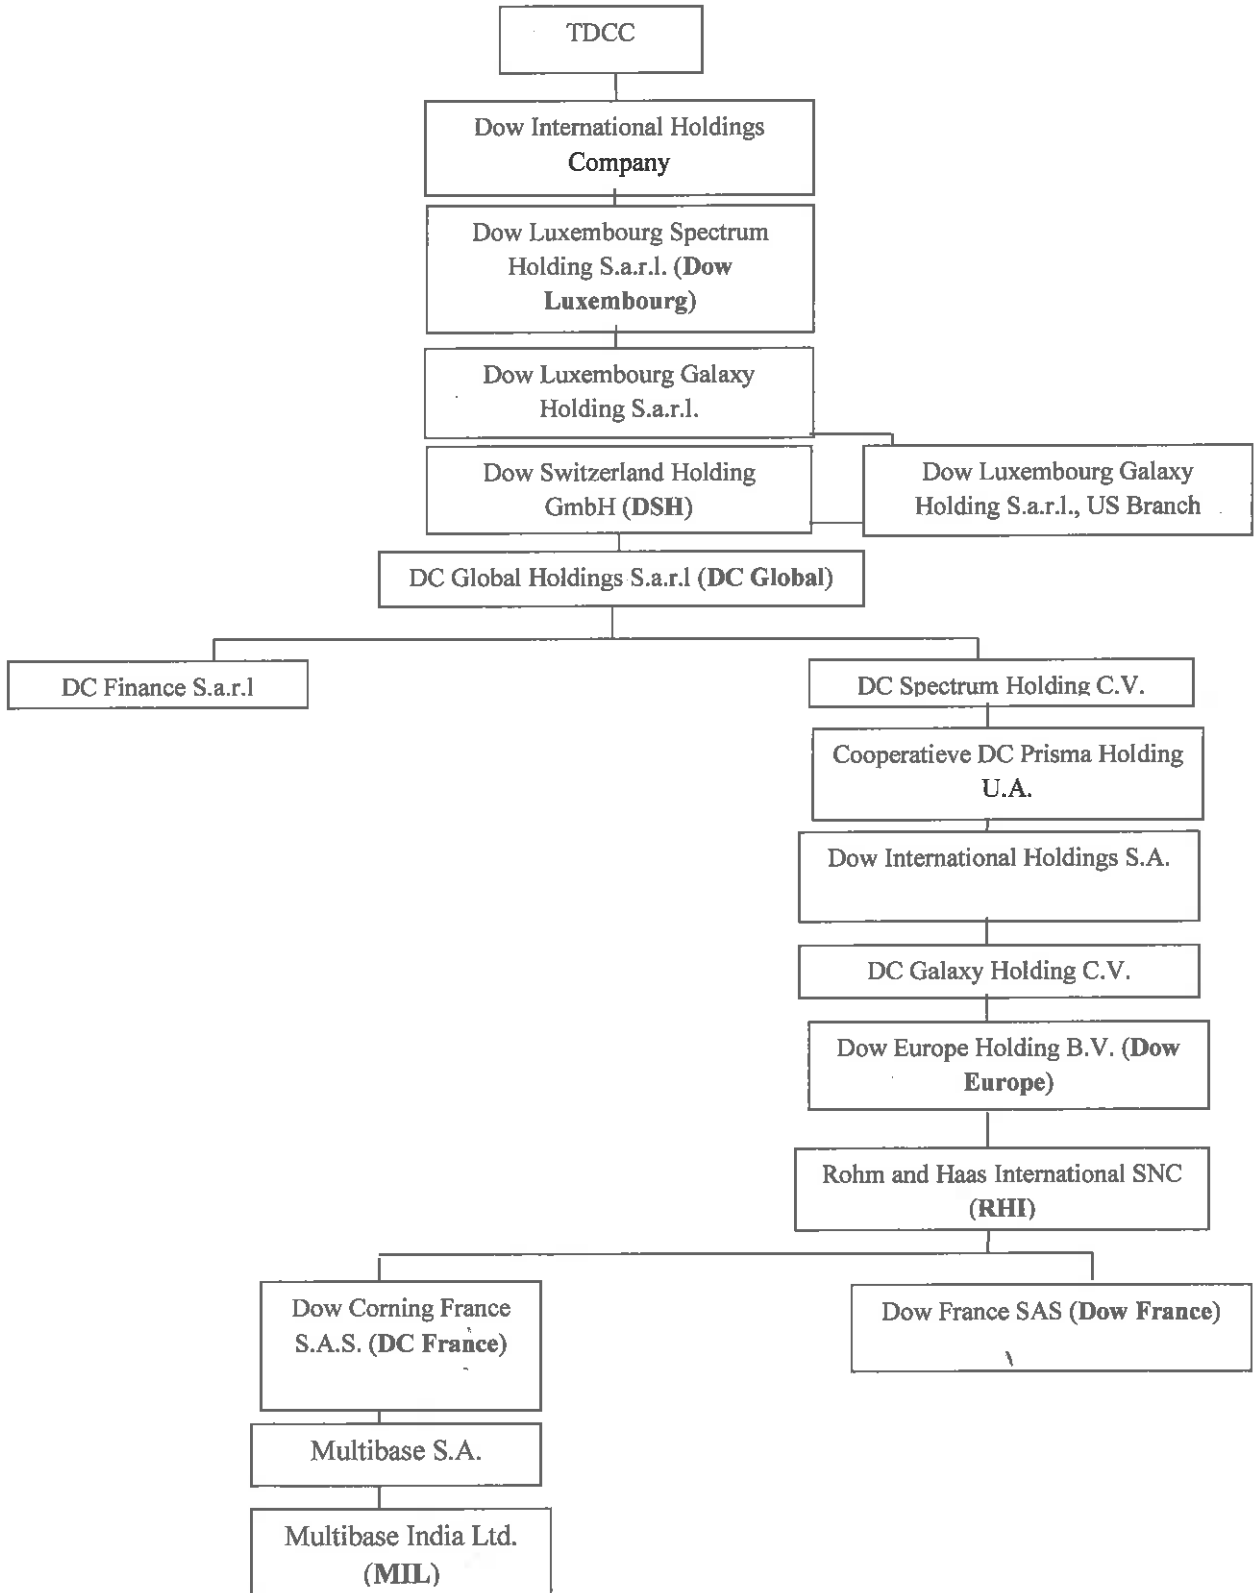 TDCC
Dow International Holdings
Company
Dow Luxembourg Spectrum
Holding S.a.r.l. (Dow
Luxembourg)
Dow Luxembourg Galaxy
Holding S.a.r.l.
Dow Switzerland Holding
GmbH (DSH)
Dow Luxembourg Galaxy
Holding S.a.r.l., US Branch
DC Global Holdings S.a.r.l (DC Global)
DC Finance S.a.r.l
DC Spectrum Holding C.V.
Cooperatieve DC Prisma Holding
U.A.
Dow International Holdings S.A.
DC Galaxy Holding C.V.
Dow Europe Holding B.V. (Dow
Europe)
Rohm and Haas International SNC
(RHI)
Dow Corning France
S.A.S. (DC France)
Dow France SAS (Dow France)
Multibase S.A.
Multibase India Ltd.
(MIL)